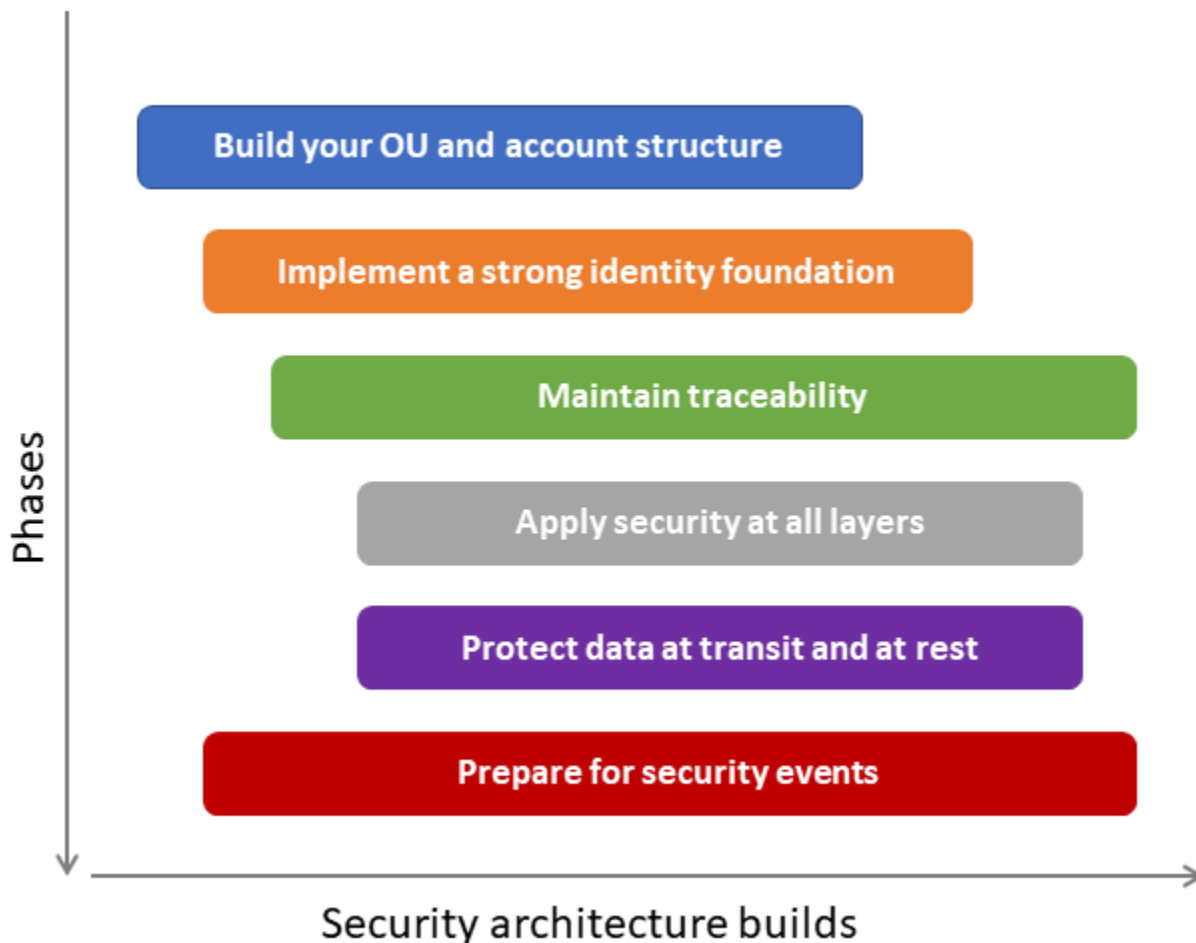 Build your OU and account structure
Implement a strong identity foundation
Maintain traceability
Apply security at all layers
Protect data at transit and at rest
Prepare for security events
Phases
Security architecture builds